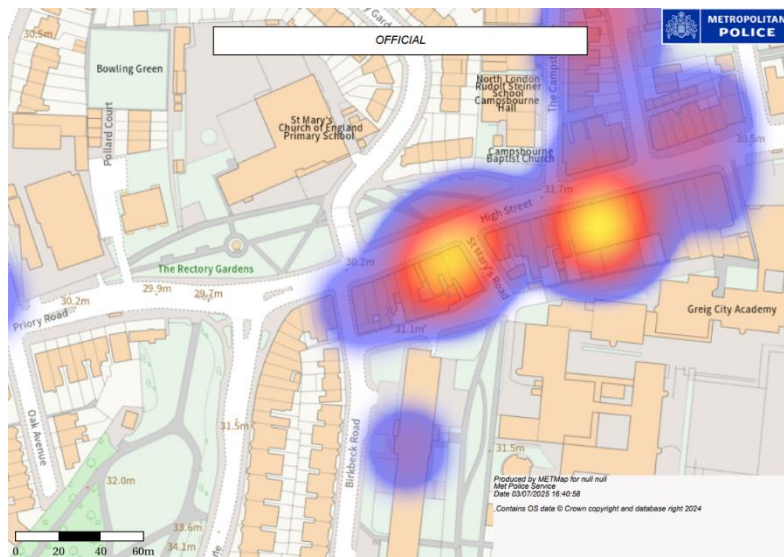 30.5m
OFFICIAL
METROPOLITAN
POLICE
Bowling Green
Pollard Court
St Mary's
Church of England
Primary School
North London
Rudolf Steiner
School
Campsbourne
Hall
The Campsbourne
Campsbourne
Baptist Church
30.5m
31.7m
High Street
St Mary's Road
30.2m
The Rectory Gardens
29.9m
29.7m
30.2m
Priory Road
31.1m
Greig City Academy
Oak Avenue
31.5m
Birkbeck Road
31.5m
32.0m
33.6m
34.1m
0 20 40 60m
Produced by METMap for null null
Met Police Service
Date 03/07/2025 16:40:58
.Contains OS data © Crown copyright and database right 2024